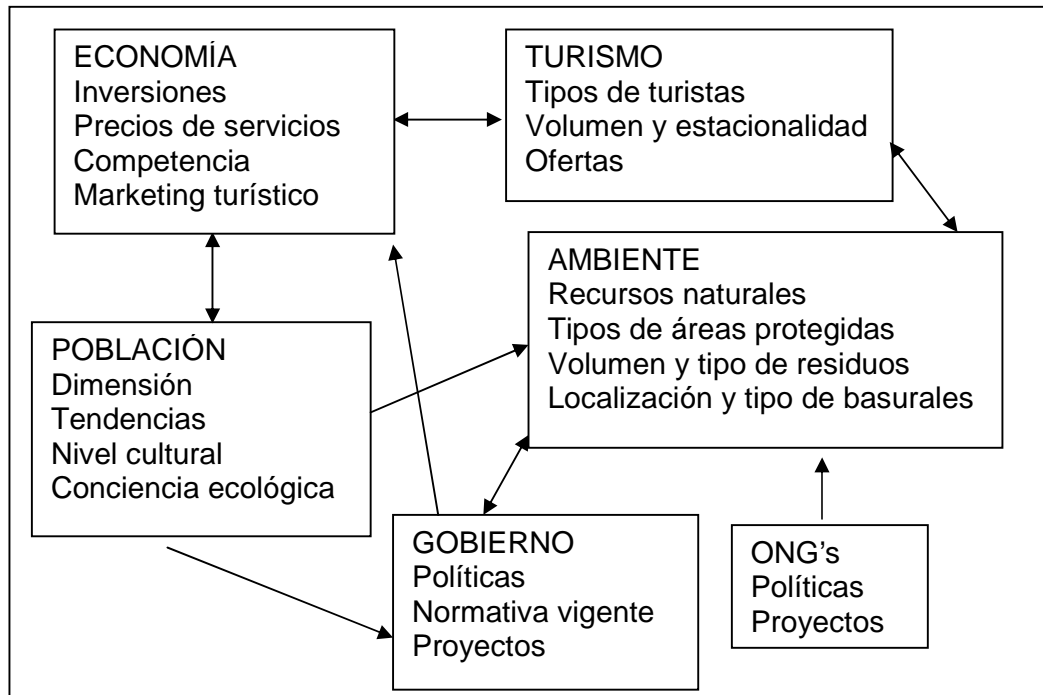 ECONOMÍA
Inversiones
Precios de servicios
Competencia
Marketing turístico
TURISMO
Tipos de turistas
Volumen y estacionalidad
Ofertas
AMBIENTE
Recursos naturales
Tipos de áreas protegidas
Volumen y tipo de residuos
Localización y tipo de basurales
POBLACIÓN
Dimensión
Tendencias
Nivel cultural
Conciencia ecológica
GOBIERNO
Políticas
Normativa vigente
Proyectos
ONG’s
Políticas
Proyectos